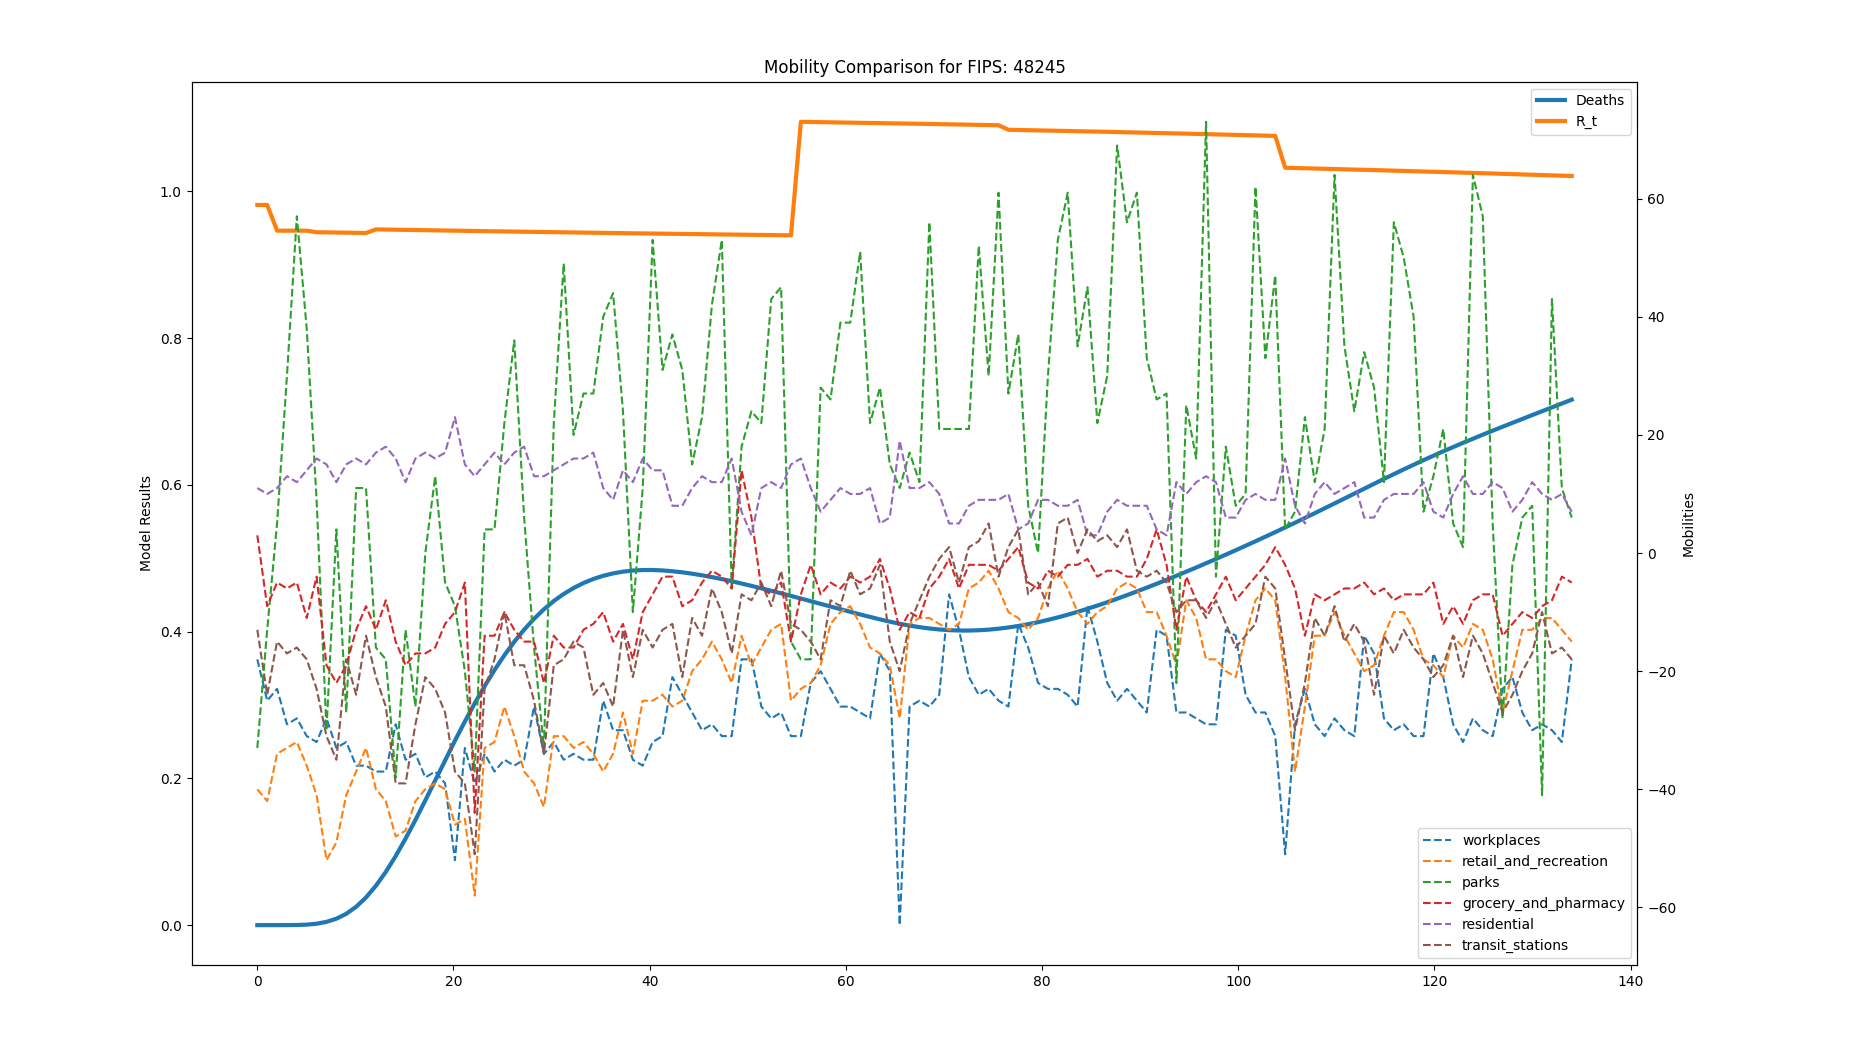 Mobility Comparison for FIPS: 48245
Deaths
R_t
1.0
0.8
0.6
0.4
0.2
0.0
Model Results
60
40
20
0
−20
−40
−60
Mobilities
workplaces
retail_and_recreation
parks
grocery_and_pharmacy
residential
transit_stations
0 20 40 60 80 100 120 140